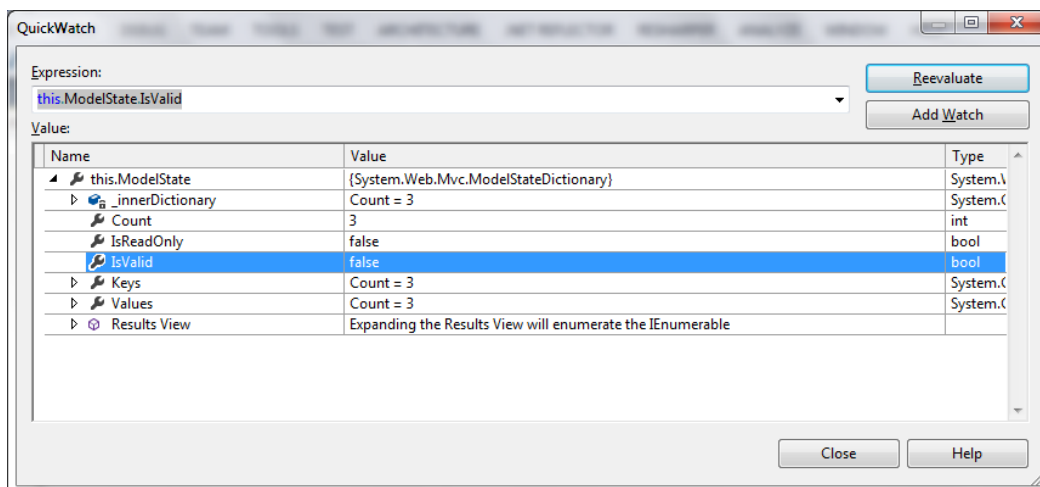 QuickWatch
Expression:
Reevaluate
this.ModelState.IsValid
Add Watch
Value:
Name Value Type
this.ModelState {System.Web.Mvc.ModelStateDictionary} System.
_innerDictionary Count = 3 System.
Count 3 int
IsReadOnly false bool
IsValid false bool
Keys Count = 3 System.
Values Count = 3 System.
Results View Expanding the Results View will enumerate the IEnumerable
Close Help